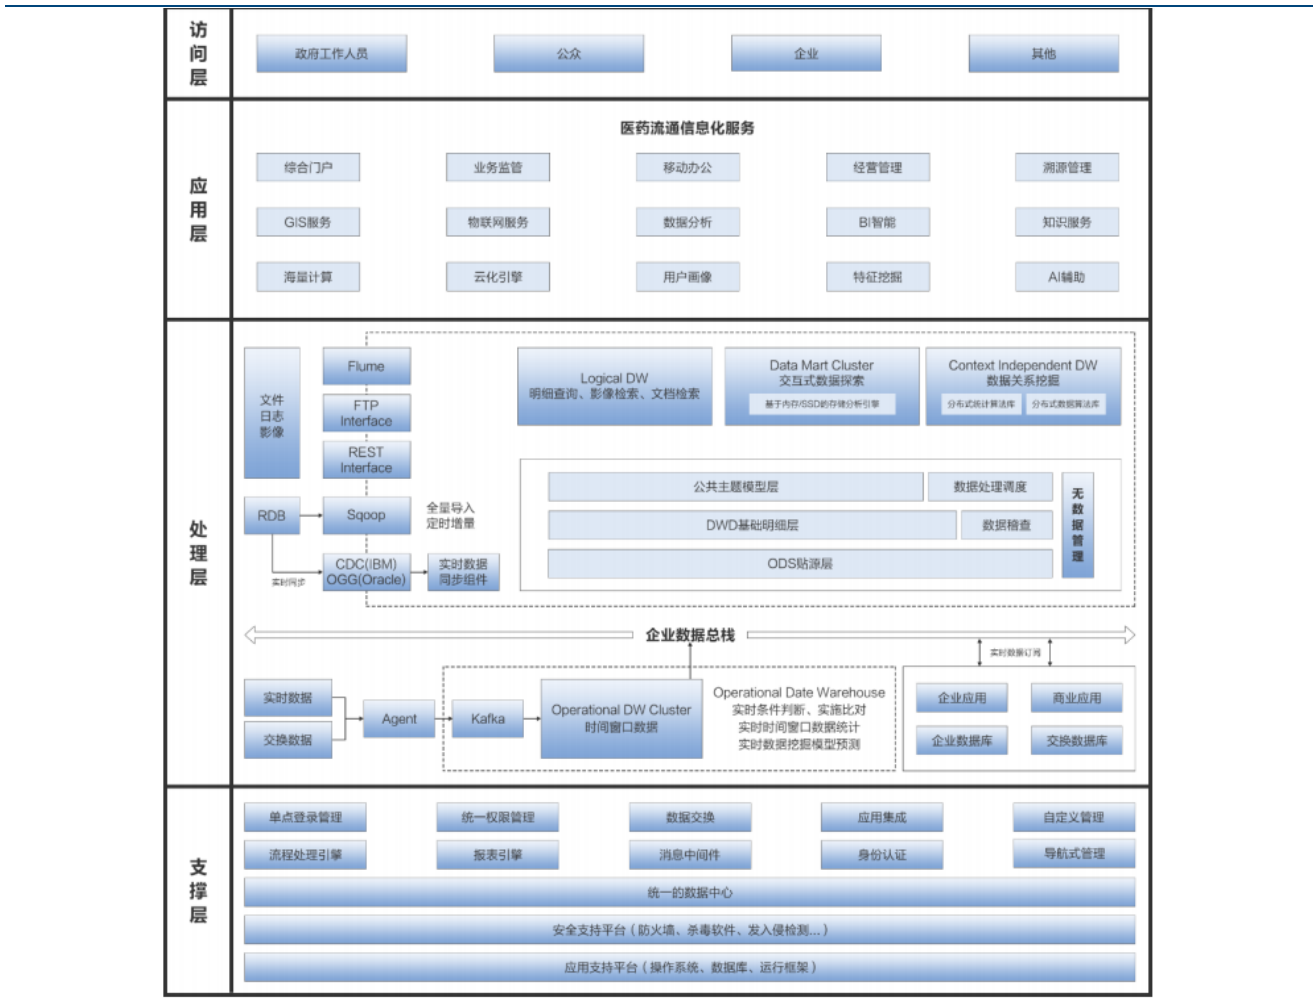 访问层
政府工作人员
公众
企业
其他
应用层
医药流通信息化服务
综合门户
业务监管
移动办公
经营管理
溯源管理
GIS服务
物联网服务
数据分析
BI智能
知识服务
海量计算
云化引擎
用户画像
特征挖掘
AI辅助
处理层
文件
日志
影像
Flume
FTP
Interface
REST
Interface
Logical DW
明细查询、影像检索、文档检索
Data Mart Cluster
交互式数据探索
基于内存/SSD的存储分析引擎
Context Independent DW
数据关系挖掘
分布式统计算法库
分布式数据算法库
RDB
Sqoop
全量导入
定时增量
实时同步
CDC(IBM)
OGG(Oracle)
实时数据
同步组件
公共主题模型层
数据处理调度
DWD基础明细层
数据稽查
ODS贴源层
无数据管理
企业数据总栈
实时数据订阅
实时数据
交换数据
Agent
Kafka
Operational DW Cluster
时间窗口数据
Operational Date Warehouse
实时条件判断、实施比对
实时时间窗口数据统计
实时数据挖掘模型预测
企业应用
商业应用
企业数据库
交换数据库
支撑层
单点登录管理
统一权限管理
数据交换
应用集成
自定义管理
流程处理引擎
报表引擎
消息中间件
身份认证
导航式管理
统一的数据中心
安全支持平台（防火墙、杀毒软件、发入侵检测...）
应用支持平台（操作系统、数据库、运行框架）